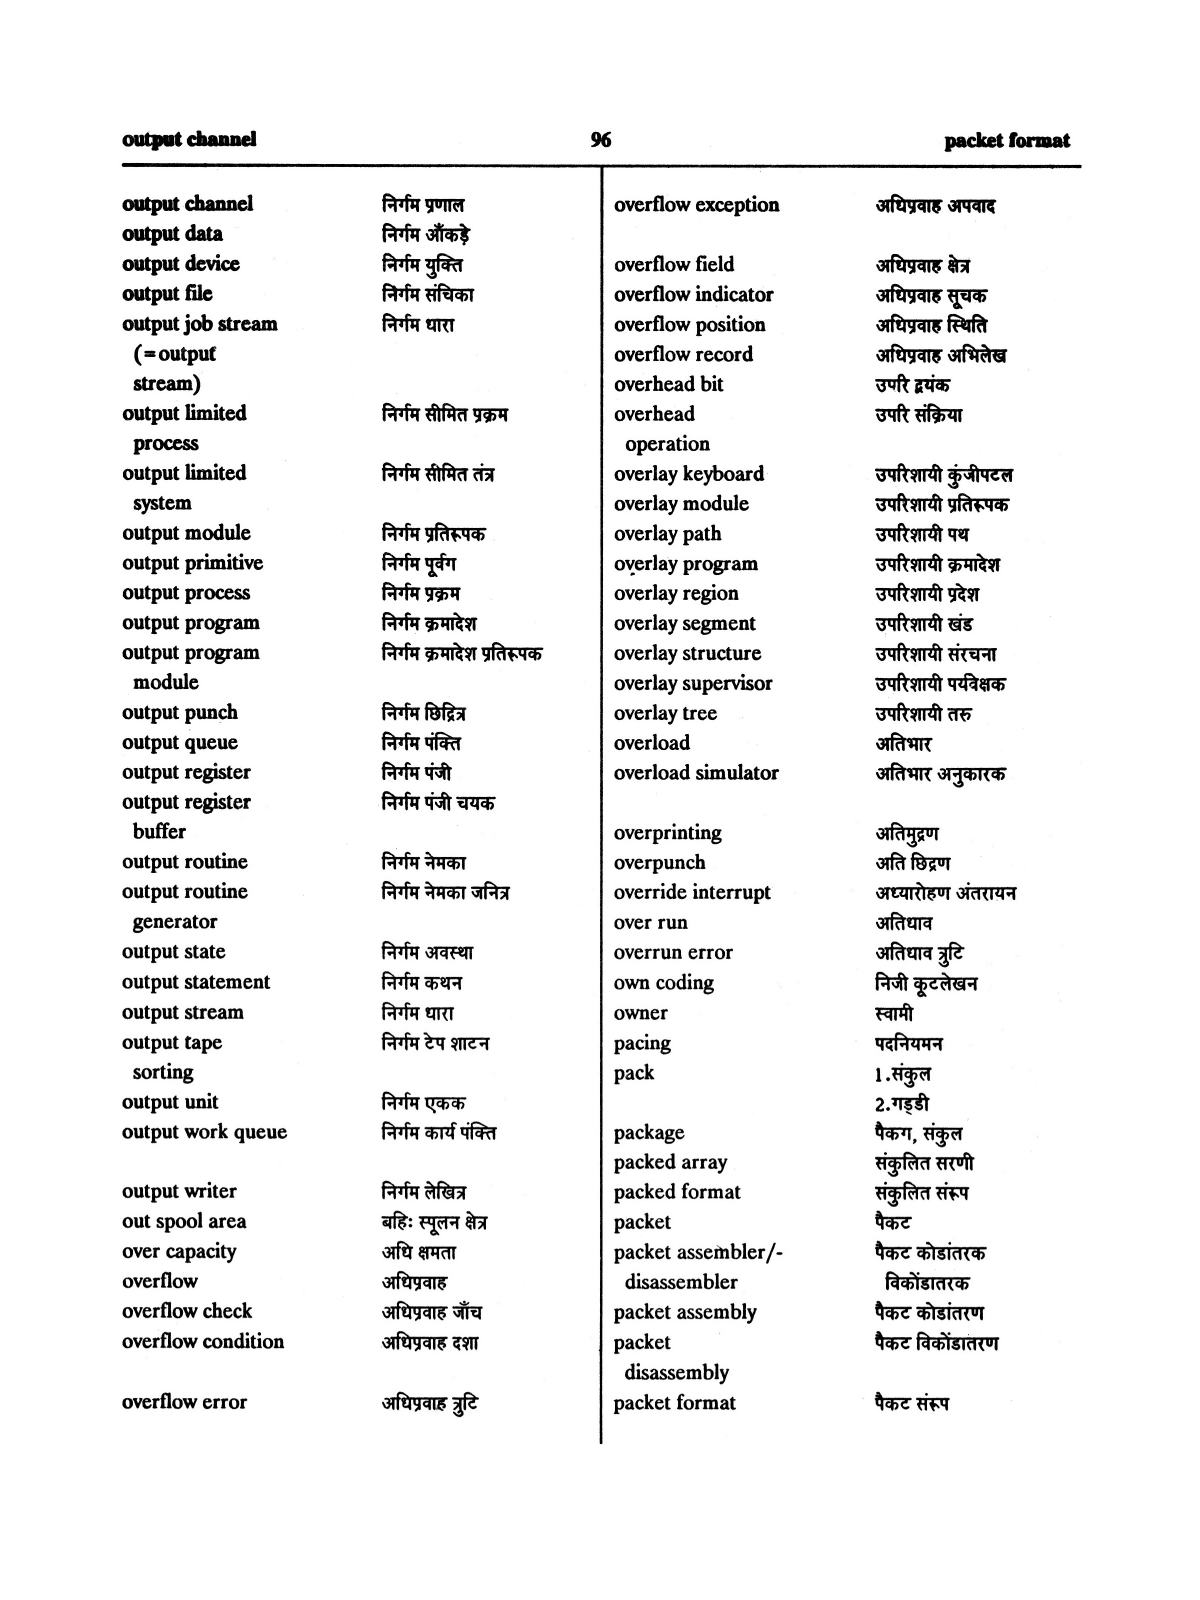 output channel 96 packet format
output channel निर्गम प्रणाल
output data निर्गम आँकड़े
output device निर्गम युक्ति
output file निर्गम संचिका
output job stream निर्गम धारा
(=output
stream)
output limited निर्गम सीमित प्रक्रम
process
output limited निर्गम सीमित तंत्र
system
output module निर्गम प्रतिरूपक
output primitive निर्गम पूर्वग
output process निर्गम प्रक्रम
output program निर्गम क्रमादेश
output program निर्गम क्रमादेश प्रतिरूपक
module
output punch निर्गम छिद्रित्र
output queue निर्गम पंक्ति
output register निर्गम पंजी
output register निर्गम पंजी चयक
buffer
output routine निर्गम नेमका
output routine निर्गम नेमका जनित्र
generator
output state निर्गम अवस्था
output statement निर्गम कथन
output stream निर्गम धारा
output tape निर्गम टेप शाटन
sorting
output unit निर्गम एकक
output work queue निर्गम कार्य पंक्ति
output writer निर्गम लेखित्र
out spool area बहिः स्पूलन क्षेत्र
over capacity अधि क्षमता
overflow अधिप्रवाह
overflow check अधिप्रवाह जाँच
overflow condition अधिप्रवाह दशा
overflow error अधिप्रवाह त्रुटि
overflow exception अधिप्रवाह अपवाद
overflow field अधिप्रवाह क्षेत्र
overflow indicator अधिप्रवाह सूचक
overflow position अधिप्रवाह स्थिति
overflow record अधिप्रवाह अभिलेख
overhead bit उपरि द्वयंक
overhead उपरि संक्रिया
operation
overlay keyboard उपरिशायी कुंजीपटल
overlay module उपरिशायी प्रतिरूपक
overlay path उपरिशायी पथ
overlay program उपरिशायी क्रमादेश
overlay region उपरिशायी प्रदेश
overlay segment उपरिशायी खंड
overlay structure उपरिशायी संरचना
overlay supervisor उपरिशायी पर्यवेक्षक
overlay tree उपरिशायी तरु
overload अतिभार
overload simulator अतिभार अनुकारक
overprinting अतिमुद्रण
overpunch अति छिद्रण
override interrupt अध्यारोहण अंतरायन
over run अतिधाव
overrun error अतिधाव त्रुटि
own coding निजी कूटलेखन
owner स्वामी
pacing पदनियमन
pack 1.संकुल
2.गड्डी
package पैकग, संकुल
packed array संकुलित सरणी
packed format संकुलित संरूप
packet पैकट
packet assembler/- पैकट कोडांतरक
disassembler विकोंडातरक
packet assembly पैकट कोडांतरण
packet पैकट विकोंडातरण
disassembly
packet format पैकट संरूप